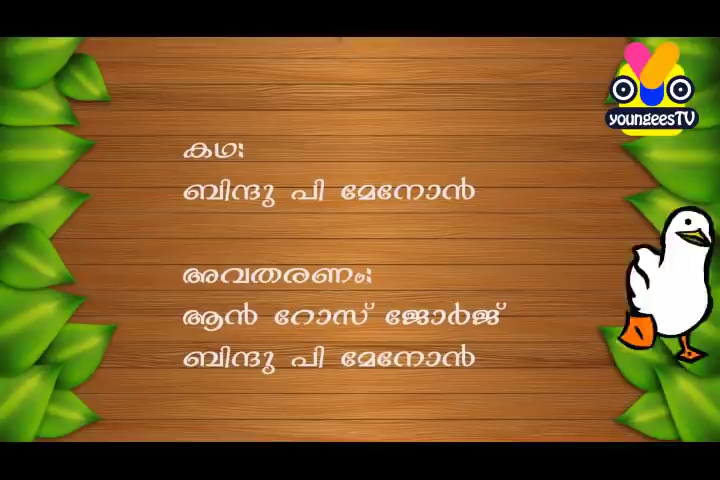 youngeesTV
കഥ:
ബിന്ദു പി മേനോൻ
അവതരണം:
ആൻ റോസ് ജോർജ്
ബിന്ദു പി മേനോൻ